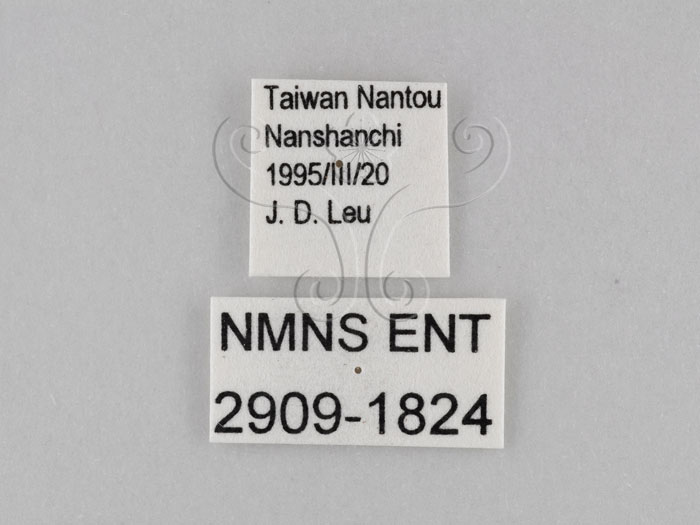 Taiwan Nantou
Nanshanchi
1995/III/20
J. D. Leu
NMNS ENT
2909-1824